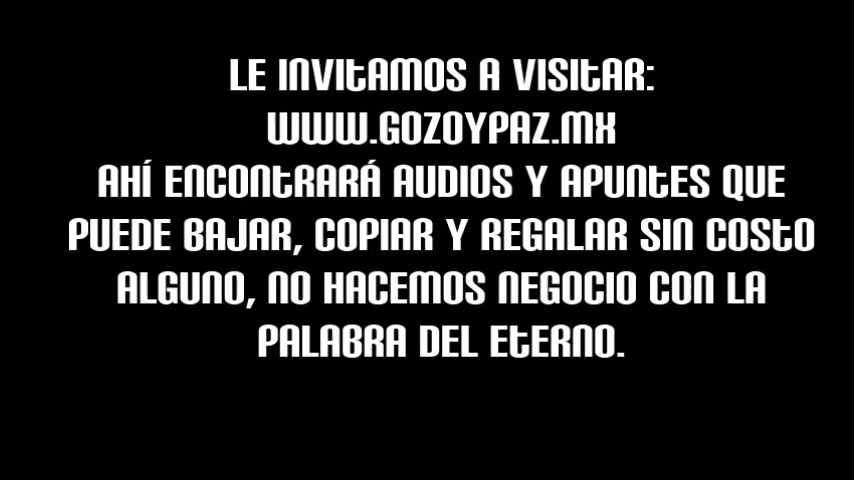 LE INVITAMOS A VISITAR:
WWW.GOZOYPAZ.MX
AHÍ ENCONTRARÁ AUDIOS Y APUNTES QUE
PUEDE BAJAR, COPIAR Y REGALAR SIN COSTO
ALGUNO, NO HACEMOS NEGOCIO CON LA
PALABRA DEL ETERNO.